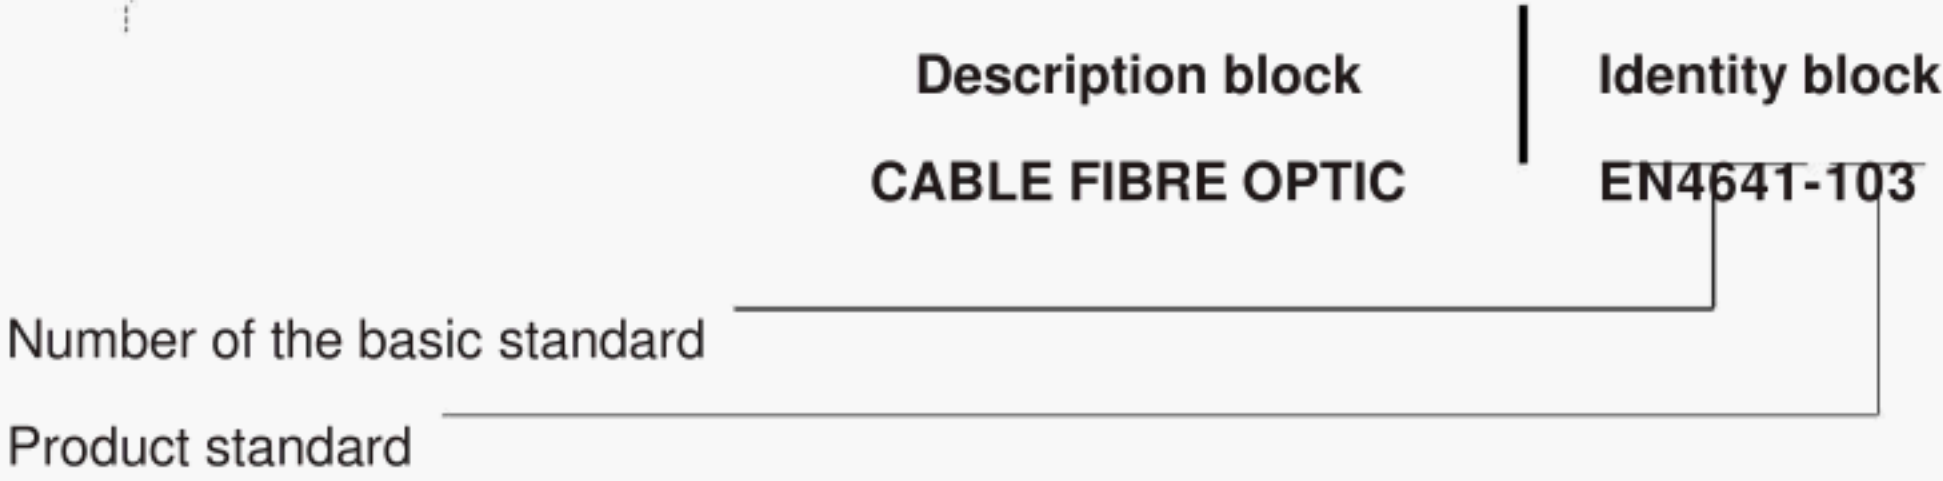 Description block Identity block
CABLE FIBRE OPTIC EN4641-103
Number of the basic standard
Product standard